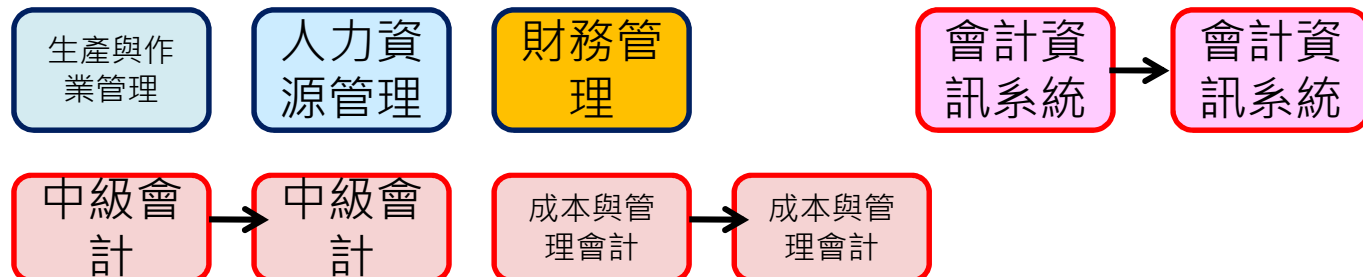 生產與作
業管理
人力資
源管理
財務管
理
會計資
訊系統
會計資
訊系統
中級會
計
中級會
計
成本與管
理會計
成本與管
理會計